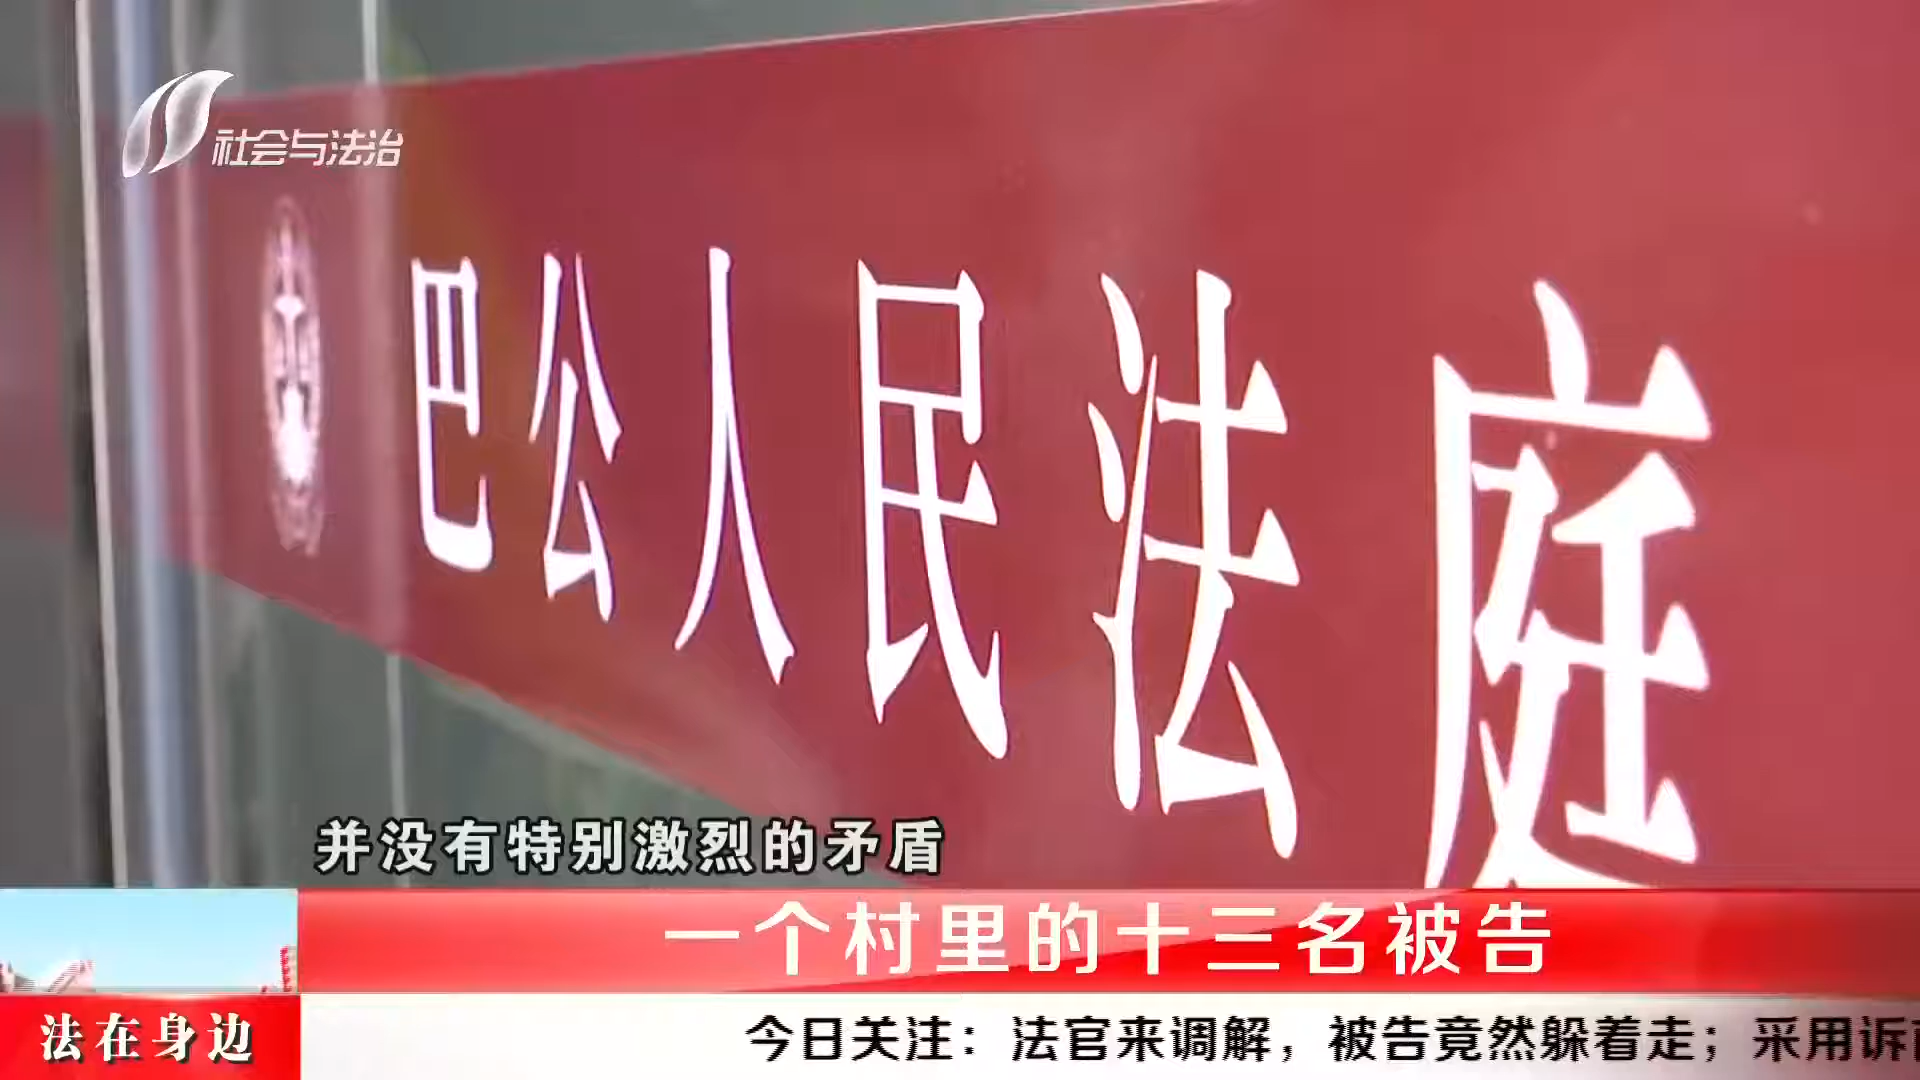 社会与法治
巴公人民法庭
并没有特别激烈的矛盾
一个村里的十三名被告
法在身边
今日关注：法官来调解，被告竟然躲着走；采用诉